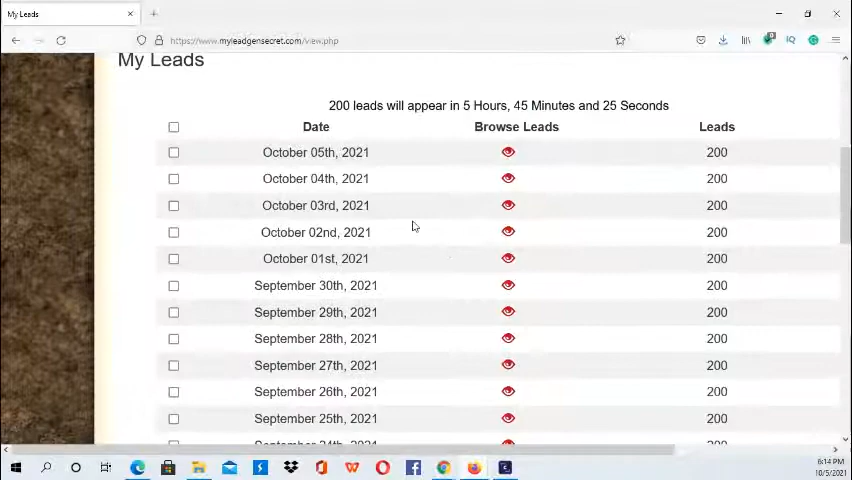 My Leads
https://www.myleadgensecret.com/view.php
My Leads
200 leads will appear in 5 Hours, 45 Minutes and 25 Seconds
Date Browse Leads Leads
October 05th, 2021 200
October 04th, 2021 200
October 03rd, 2021 200
October 02nd, 2021 200
October 01st, 2021 200
September 30th, 2021 200
September 29th, 2021 200
September 28th, 2021 200
September 27th, 2021 200
September 26th, 2021 200
September 25th, 2021 200
September 24th, 2021 200
6:14 PM
10/5/2021